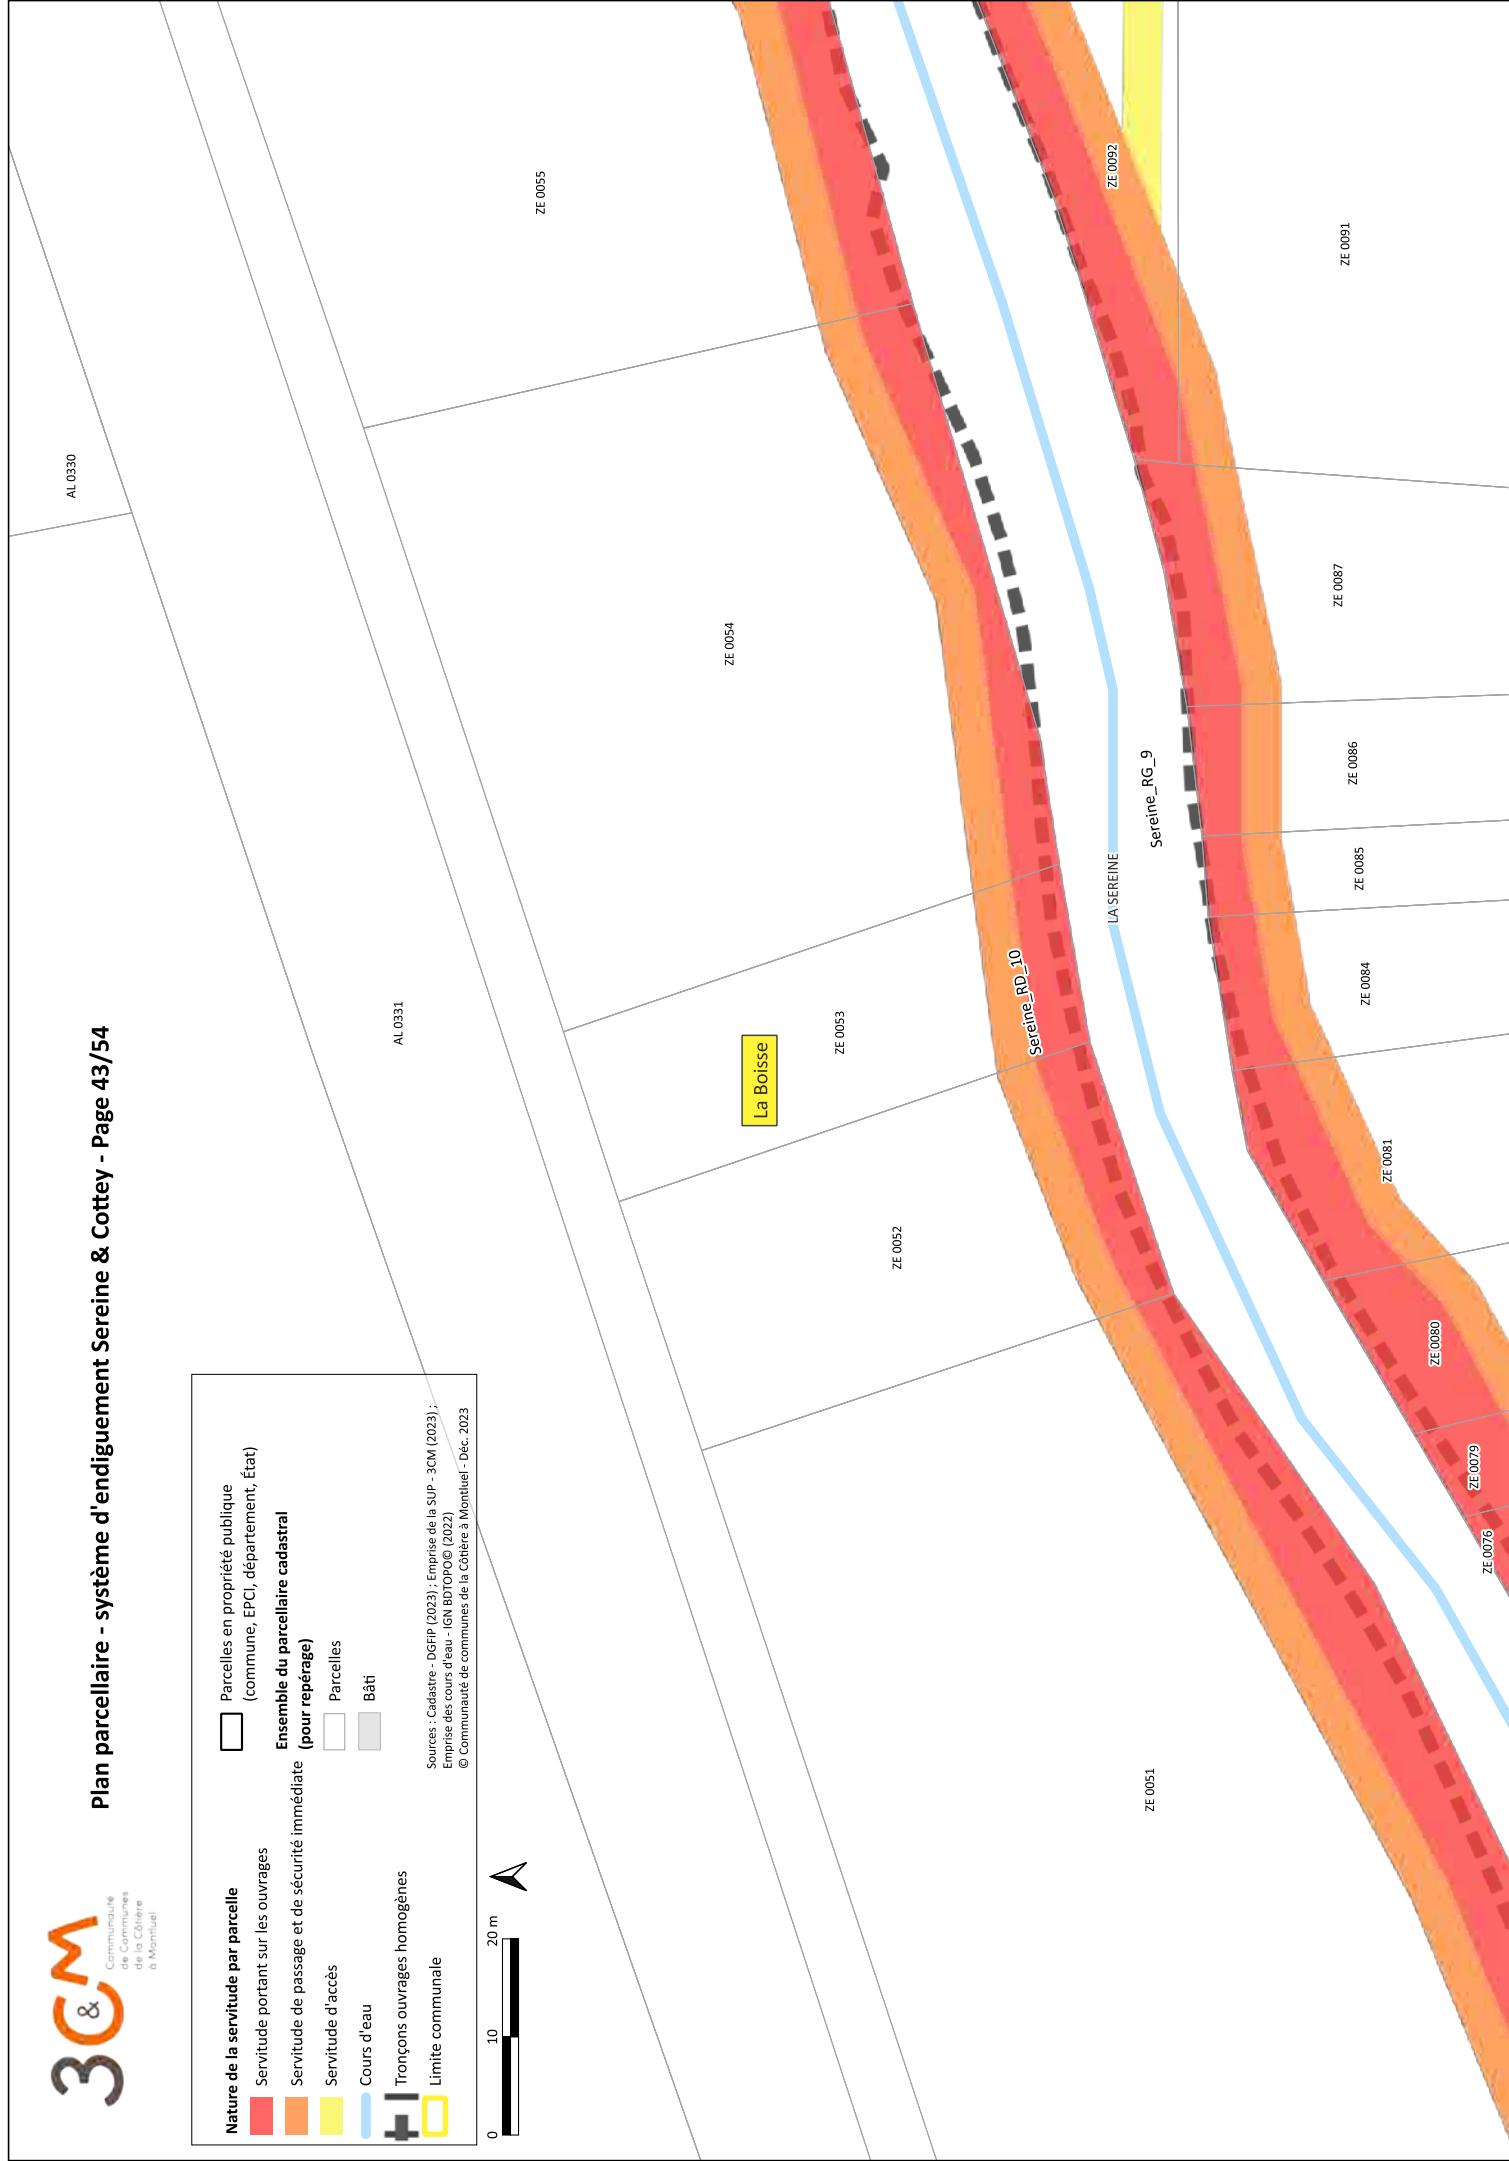 3C&M
Communauté
de Communes
de la Côtière
à Montluel
Plan parcellaire - système d'endiguement Sereine & Cottey - Page 43/54
Nature de la servitude par parcelle
Servitude portant sur les ouvrages
Servitude de passage et de sécurité immédiate
Servitude d'accès
Cours d'eau
Tronçons ouvrages homogènes
Limite communale
Parcelles en propriété publique
(commune, EPCI, département, État)
Ensemble du parcellaire cadastral
(pour repérage)
Parcelles
Bâti
Sources : Cadastre - DGFiP (2023) ; Emprise de la SUP - 3CM (2023) ;
Emprise des cours d'eau - IGN BDTOPO© (2022)
© Communauté de communes de la Côtière à Montluel - Déc. 2023
0 10 20 m
AL 0330
AL 0331
ZE 0055
ZE 0054
ZE 0053
La Boisse
ZE 0052
ZE 0051
Sereine_RD_10
LA SEREINE
Sereine_RG_9
ZE 0092
ZE 0091
ZE 0087
ZE 0086
ZE 0085
ZE 0084
ZE 0081
ZE 0080
ZE 0079
ZE 0076